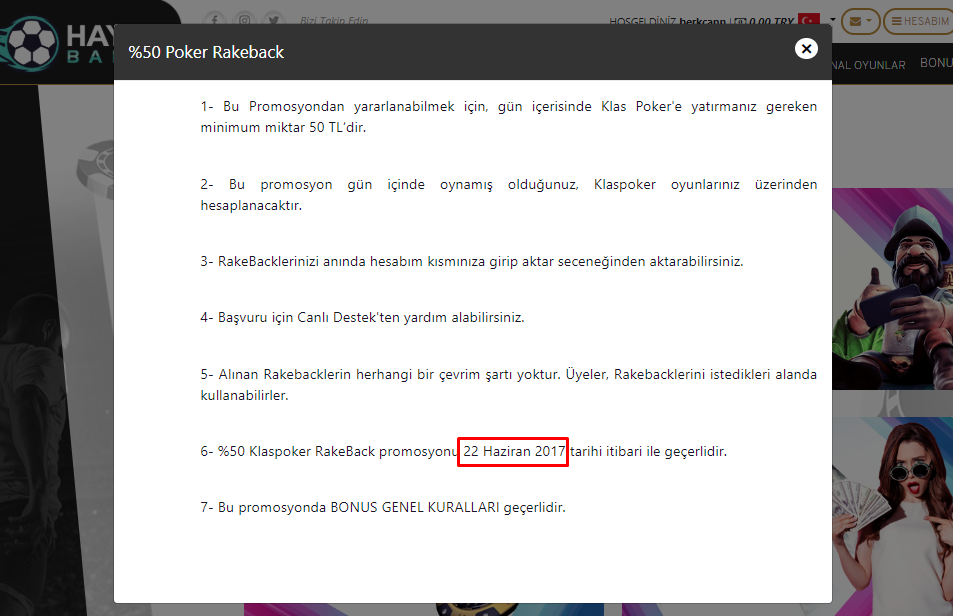 HAY
BA
Bizi Takip Edin
HOŞGELDİNİZ berkcann | 0.00 TRY
HESABIM
OYUNLAR
BONU
%50 Poker Rakeback
1- Bu Promosyondan yararlanabilmek için, gün içerisinde Klas Poker'e yatırmanız gereken
minimum miktar 50 TL'dir.
2- Bu promosyon gün içinde oynamış olduğunuz, Klaspoker oyunlarınız üzerinden
hesaplanacaktır.
3- RakeBacklerinizi anında hesabım kısmınıza girip aktar seceneğinden aktarabilirsiniz.
4- Başvuru için Canlı Destek'ten yardım alabilirsiniz.
5- Alınan Rakebacklerin herhangi bir çevrim şartı yoktur. Üyeler, Rakebacklerini istedikleri alanda
kullanabilirler.
6- %50 Klaspoker RakeBack promosyonu 22 Haziran 2017 tarihi itibari ile geçerlidir.
7- Bu promosyonda BONUS GENEL KURALLARI geçerlidir.